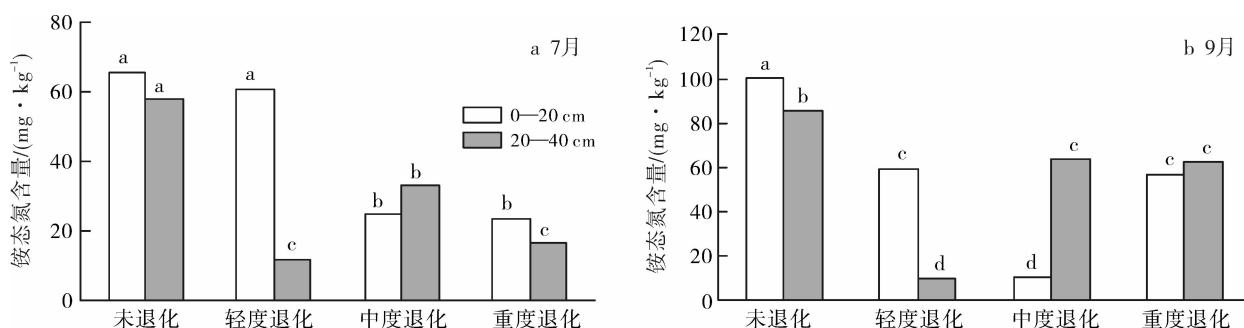 铵态氮含量/(mg·kg⁻¹)
80
60
40
20
0
a 7月
a
a
a
c
b
b
b
c
0—20 cm
20—40 cm
未退化
轻度退化
中度退化
重度退化
铵态氮含量/(mg·kg⁻¹)
120
100
80
60
40
20
0
b 9月
a
b
c
d
d
c
c
c
未退化
轻度退化
中度退化
重度退化